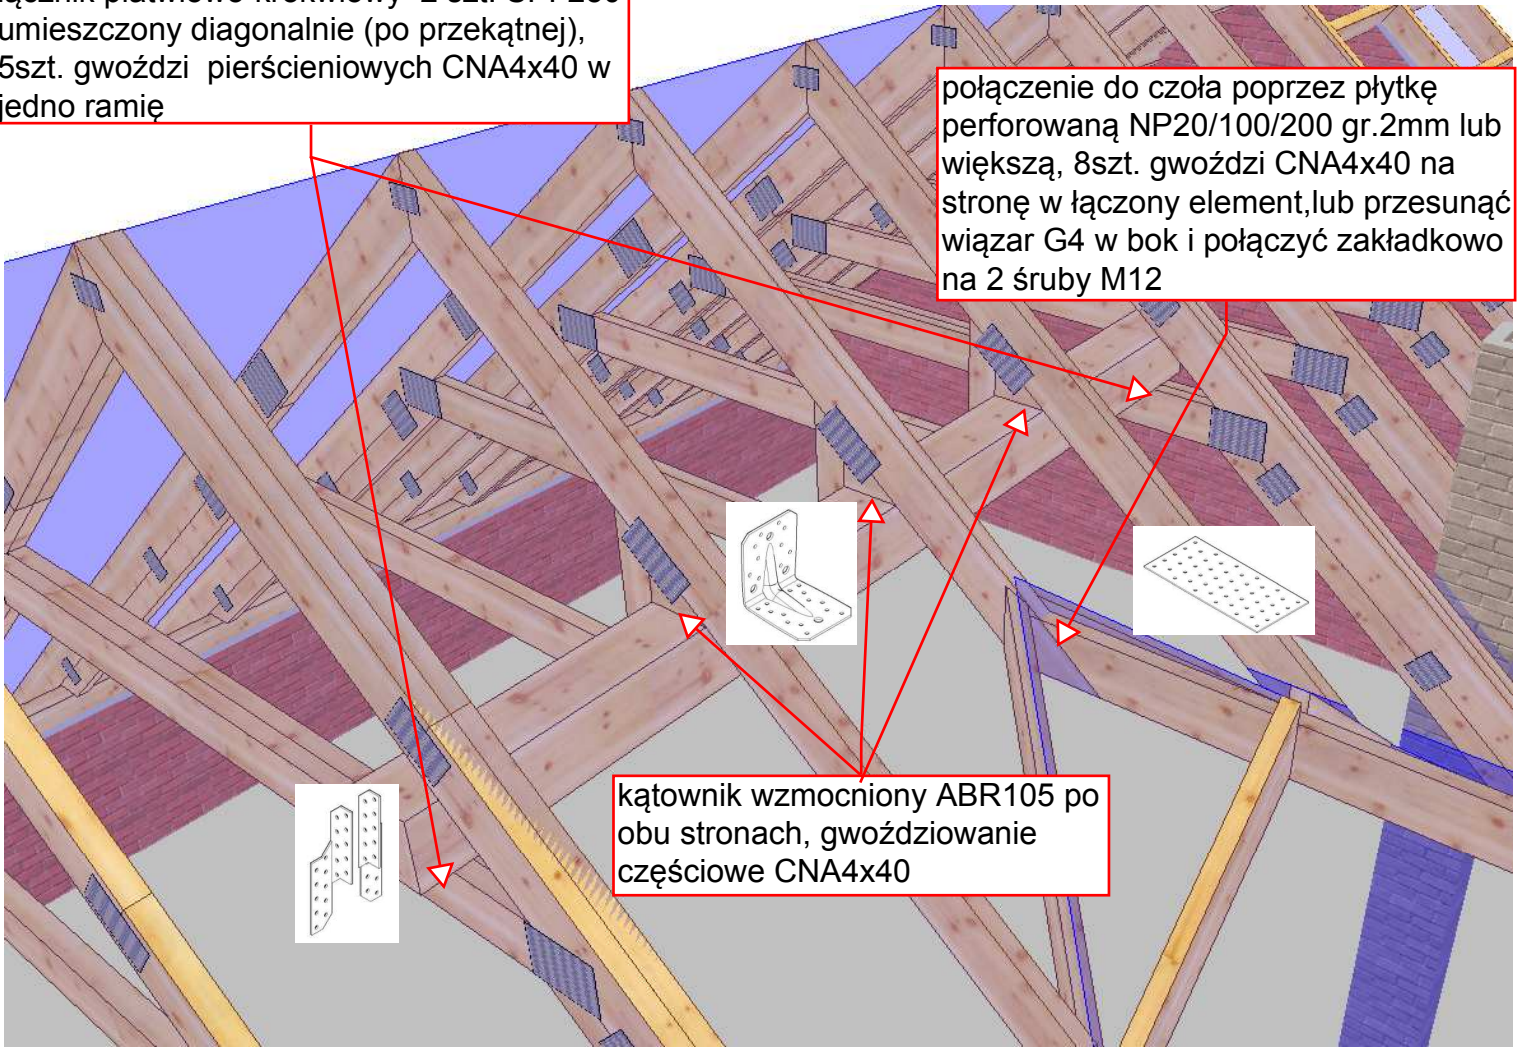 umieszczony diagonalnie (po przekątnej),
5szt. gwoździ pierścieniowych CNA4x40 w
jedno ramię
połączenie do czoła poprzez płytkę
perforowaną NP20/100/200 gr.2mm lub
większą, 8szt. gwoździ CNA4x40 na
stronę w łączony element,lub przesunąć
wiązar G4 w bok i połączyć zakładkowo
na 2 śruby M12
kątownik wzmocniony ABR105 po
obu stronach, gwoździowanie
częściowe CNA4x40